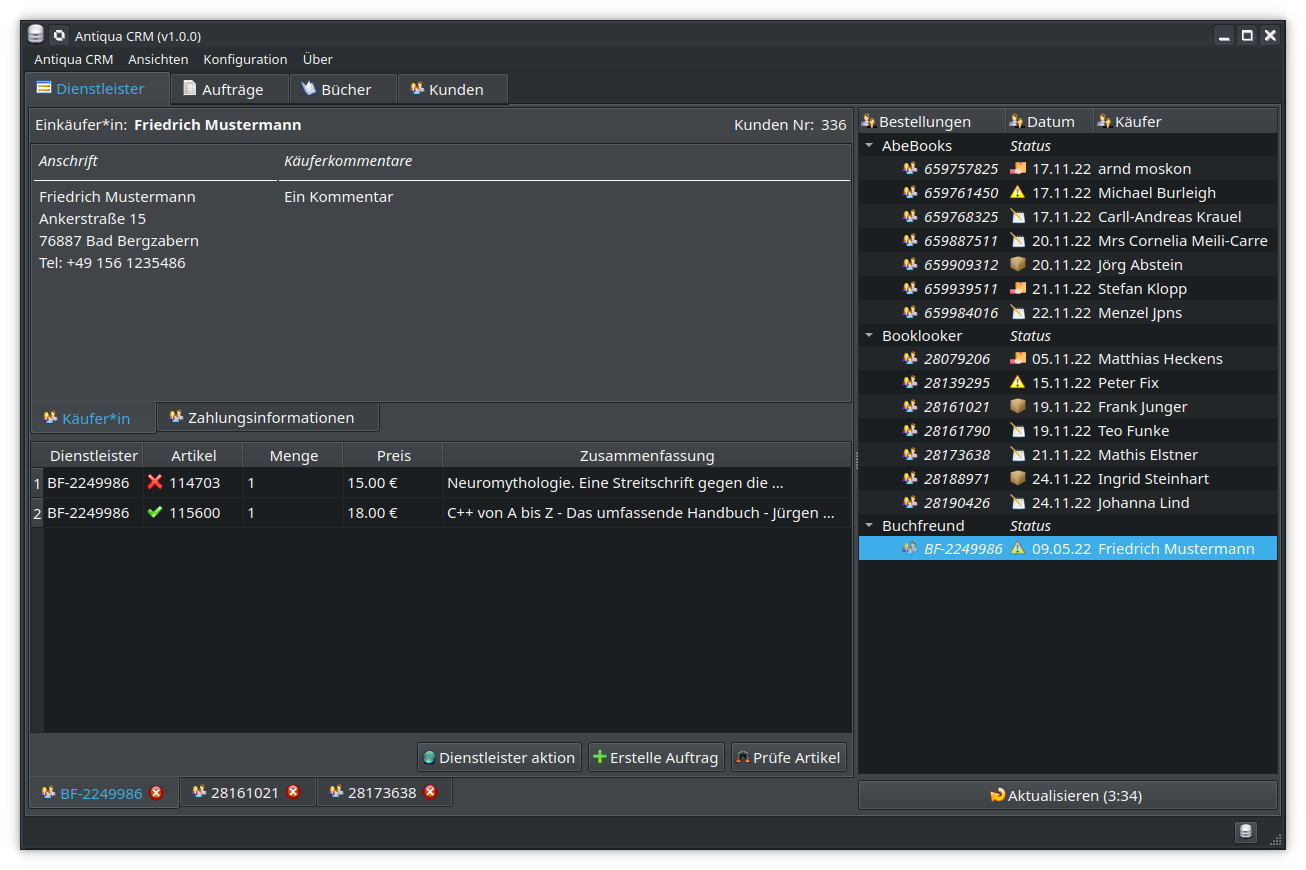 Antiqua CRM (v1.0.0)
Antiqua CRM Ansichten Konfiguration Über
Dienstleister Aufträge Bücher Kunden
Einkäufer*in: Friedrich Mustermann Kunden Nr: 336
Anschrift Käuferkommentare
Friedrich Mustermann Ein Kommentar
Ankerstraße 15
76887 Bad Bergzabern
Tel: +49 156 1235486
Käufer*in Zahlungsinformationen
Dienstleister Artikel Menge Preis Zusammenfassung
1 BF-2249986 114703 1 15.00 € Neuromythologie. Eine Streitschrift gegen die ...
2 BF-2249986 115600 1 18.00 € C++ von A bis Z - Das umfassende Handbuch - Jürgen ...
Dienstleister aktion Erstelle Auftrag Prüfe Artikel
BF-2249986 28161021 28173638
Bestellungen Datum Käufer
AbeBooks Status
659757825 17.11.22 arnd moskon
659761450 17.11.22 Michael Burleigh
659768325 17.11.22 Carll-Andreas Krauel
659887511 20.11.22 Mrs Cornelia Meili-Carre
659909312 20.11.22 Jörg Abstein
659939511 21.11.22 Stefan Klopp
659984016 22.11.22 Menzel Jpns
Booklooker Status
28079206 05.11.22 Matthias Heckens
28139295 15.11.22 Peter Fix
28161021 19.11.22 Frank Junger
28161790 19.11.22 Teo Funke
28173638 21.11.22 Mathis Elstner
28188971 24.11.22 Ingrid Steinhart
28190426 24.11.22 Johanna Lind
Buchfreund Status
BF-2249986 09.05.22 Friedrich Mustermann
Aktualisieren (3:34)